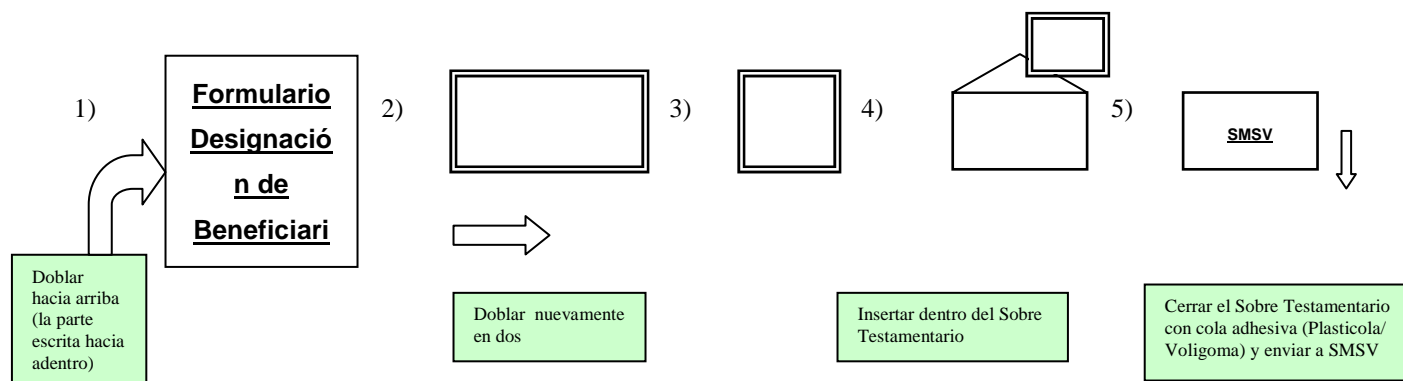 1)
Formulario
Designació
n de
Beneficiari
2)
3)
4)
5)
SMSV
Doblar
hacia arriba
(la parte
escrita hacia
adentro)
Doblar nuevamente
en dos
Insertar dentro del Sobre
Testamentario
Cerrar el Sobre Testamentario
con cola adhesiva (Plasticola/
Voligoma) y enviar a SMSV